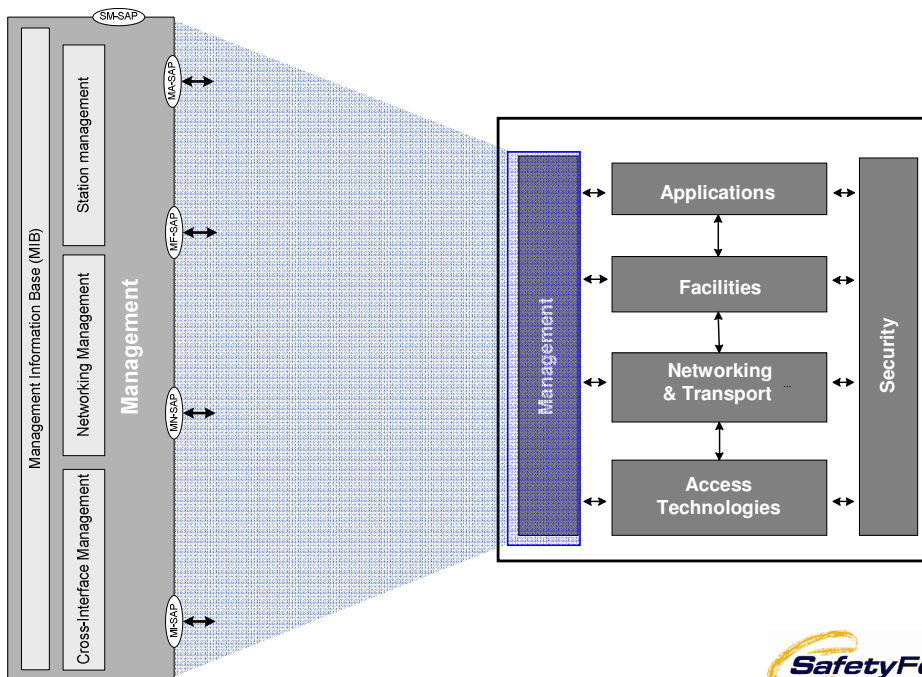 SM-SAP
Management Information Base (MIB)
Station management
Networking Management
Cross-Interface Management
Management
MA-SAP
MF-SAP
MN-SAP
MI-SAP
Management
Applications
Facilities
Networking
& Transport
...
Access
Technologies
Security